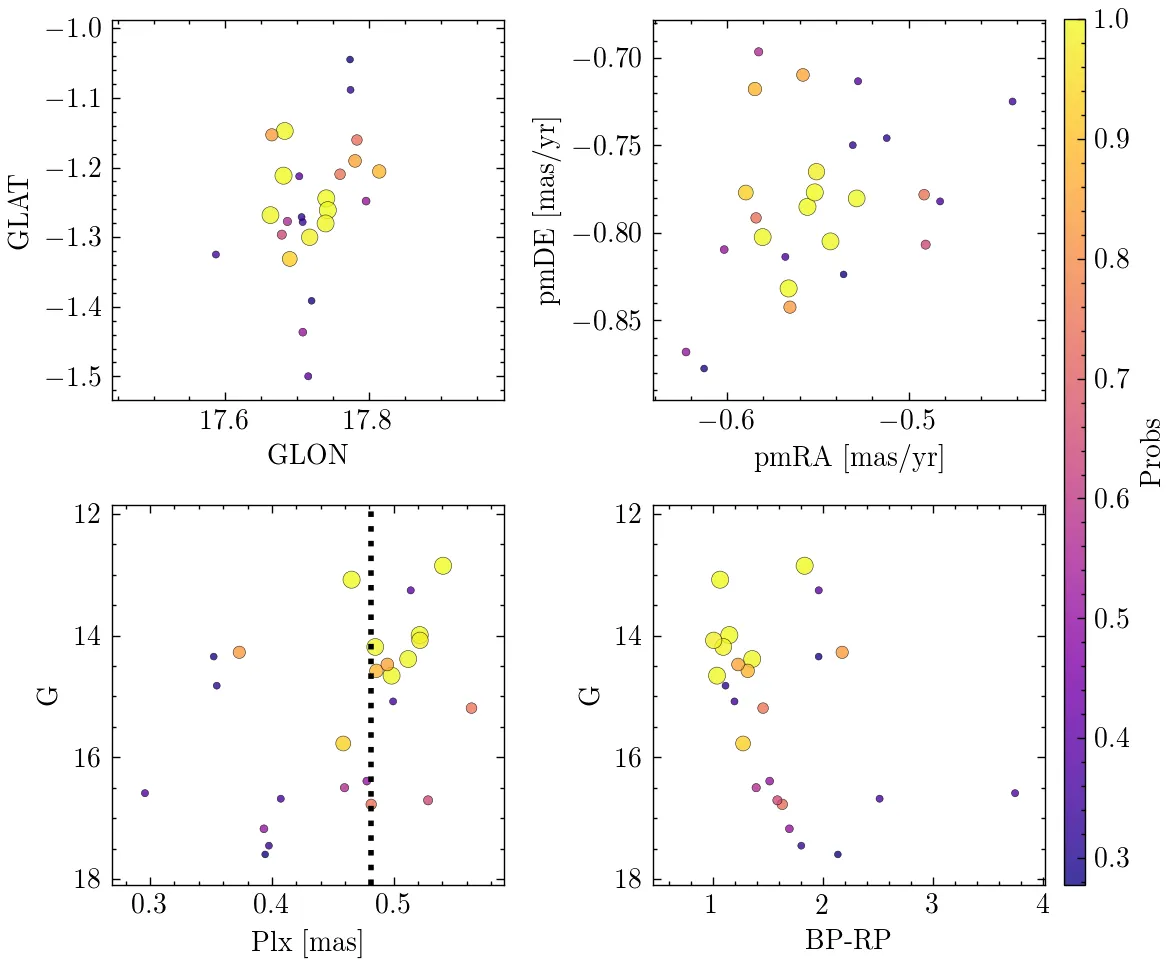 −1.0
−1.1
−1.2
−1.3
−1.4
−1.5
GLAT
17.6 17.8
GLON
−0.70
−0.75
−0.80
−0.85
pmDE [mas/yr]
−0.6 −0.5
pmRA [mas/yr]
12
14
16
18
G
0.3 0.4 0.5
Plx [mas]
12
14
16
18
G
1 2 3 4
BP-RP
1.0
0.9
0.8
0.7
0.6
0.5
0.4
0.3
Probs